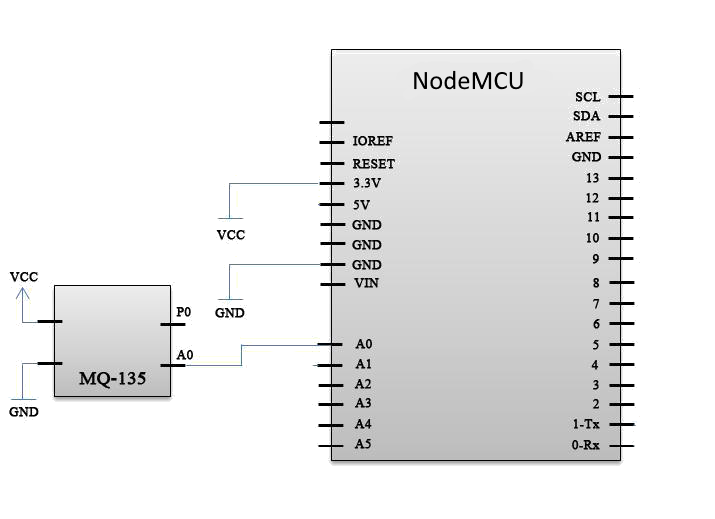 NodeMCU
IOREF
RESET
3.3V
5V
GND
GND
GND
VIN
A0
A1
A2
A3
A4
A5
SCL
SDA
AREF
GND
13
12
11
10
9
8
7
6
5
4
3
2
1-Tx
0-Rx
VCC
GND
VCC
GND
P0
A0
MQ-135